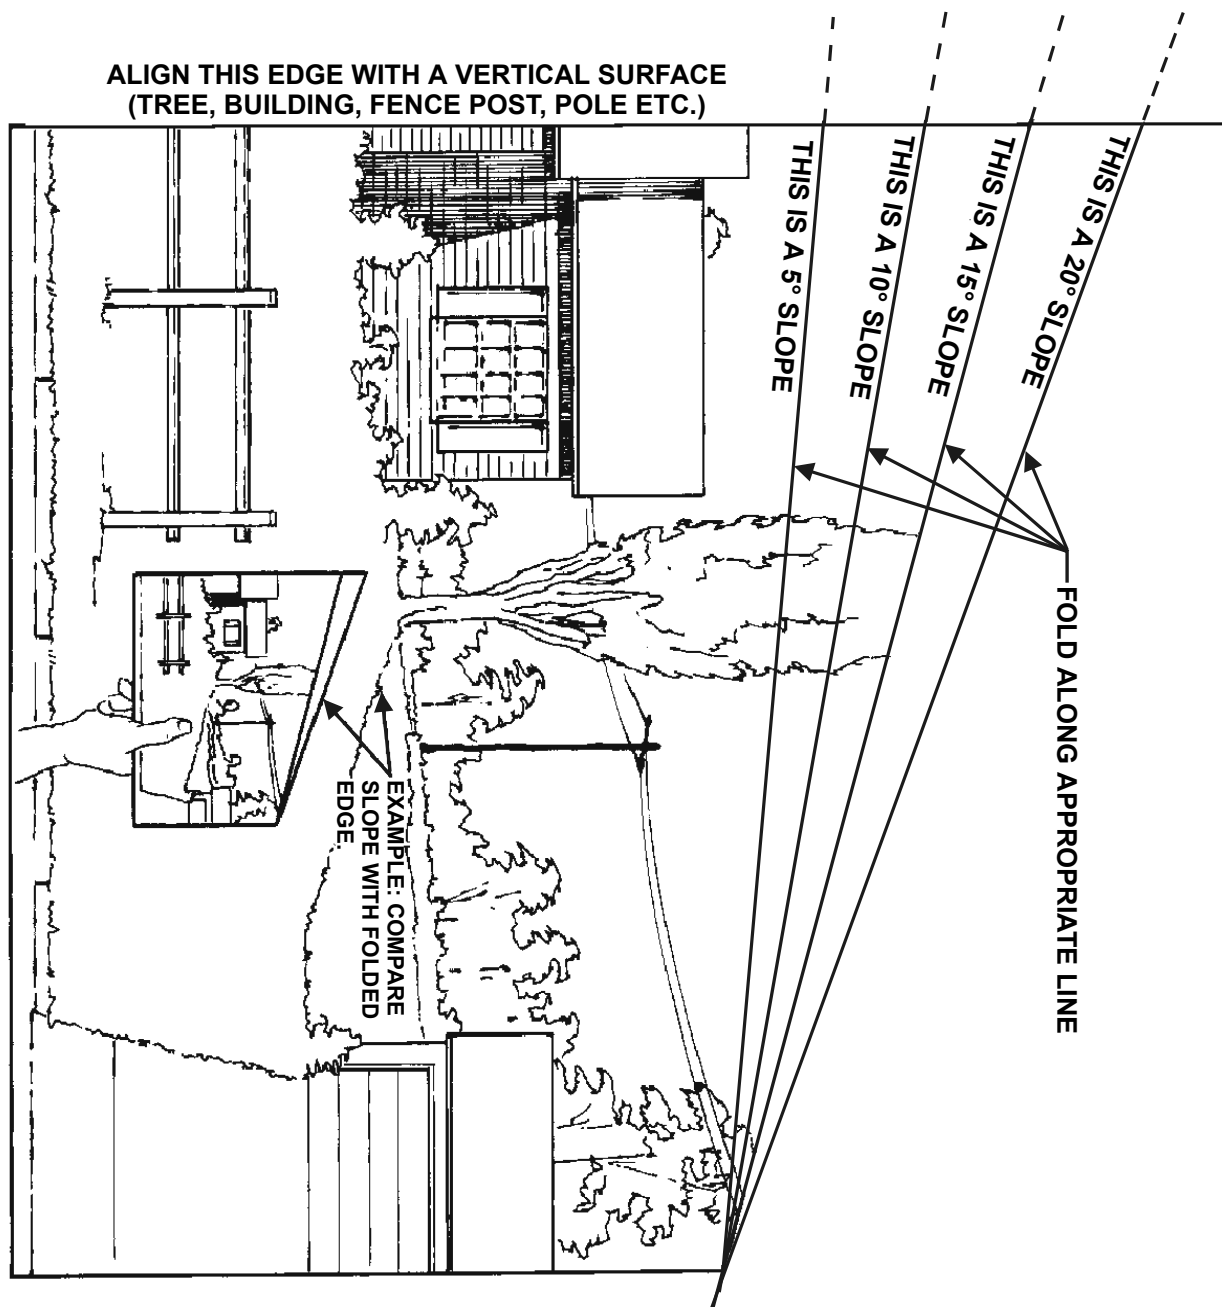 ALIGN THIS EDGE WITH A VERTICAL SURFACE
(TREE, BUILDING, FENCE POST, POLE ETC.)
THIS IS A 5° SLOPE
THIS IS A 10° SLOPE
THIS IS A 15° SLOPE
THIS IS A 20° SLOPE
FOLD ALONG APPROPRIATE LINE
EXAMPLE: COMPARE
SLOPE WITH FOLDED
EDGE.